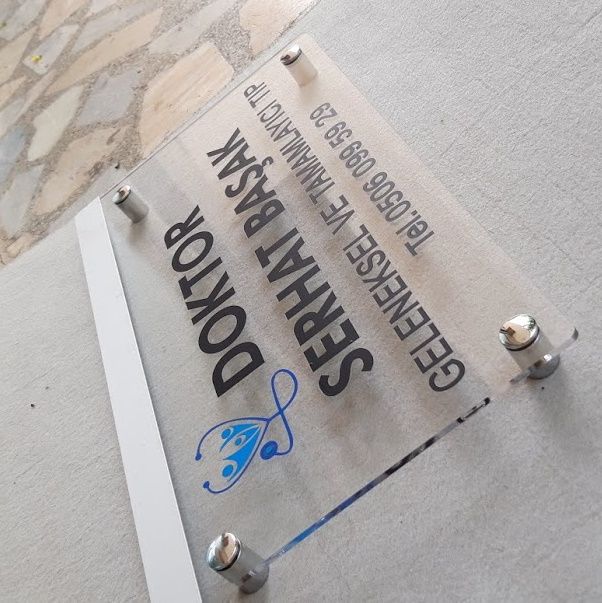 DOKTOR
SERHAT BAŞAK
GELENEKSEL VE TAMAMLAYICI TIP
Tel.0506 099 59 29